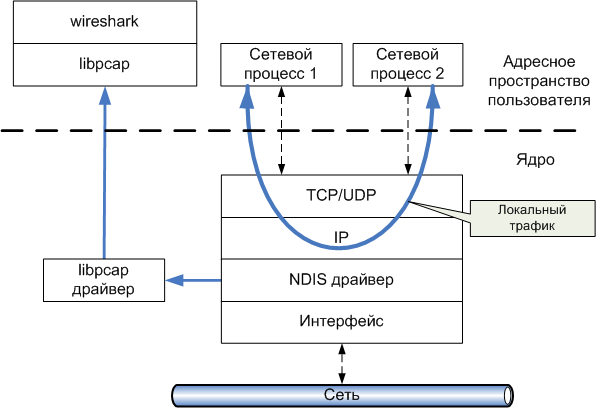 wireshark
libpcap
Сетевой
процесс 1
Сетевой
процесс 2
Адресное
пространство
пользователя
Ядро
TCP/UDP
Локальный
трафик
IP
libpcap
драйвер
NDIS драйвер
Интерфейс
Сеть